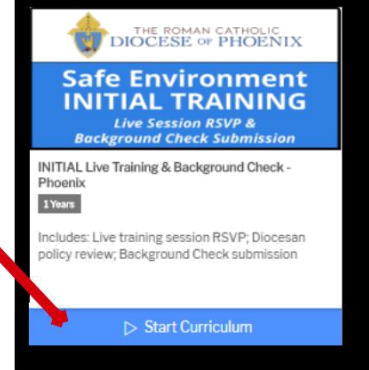 THE ROMAN CATHOLIC
DIOCESE OF PHOENIX
Safe Environment
INITIAL TRAINING
Live Session RSVP &
Background Check Submission
INITIAL Live Training & Background Check -
Phoenix
1 Years
Includes: Live training session RSVP; Diocesan
policy review; Background Check submission
Start Curriculum